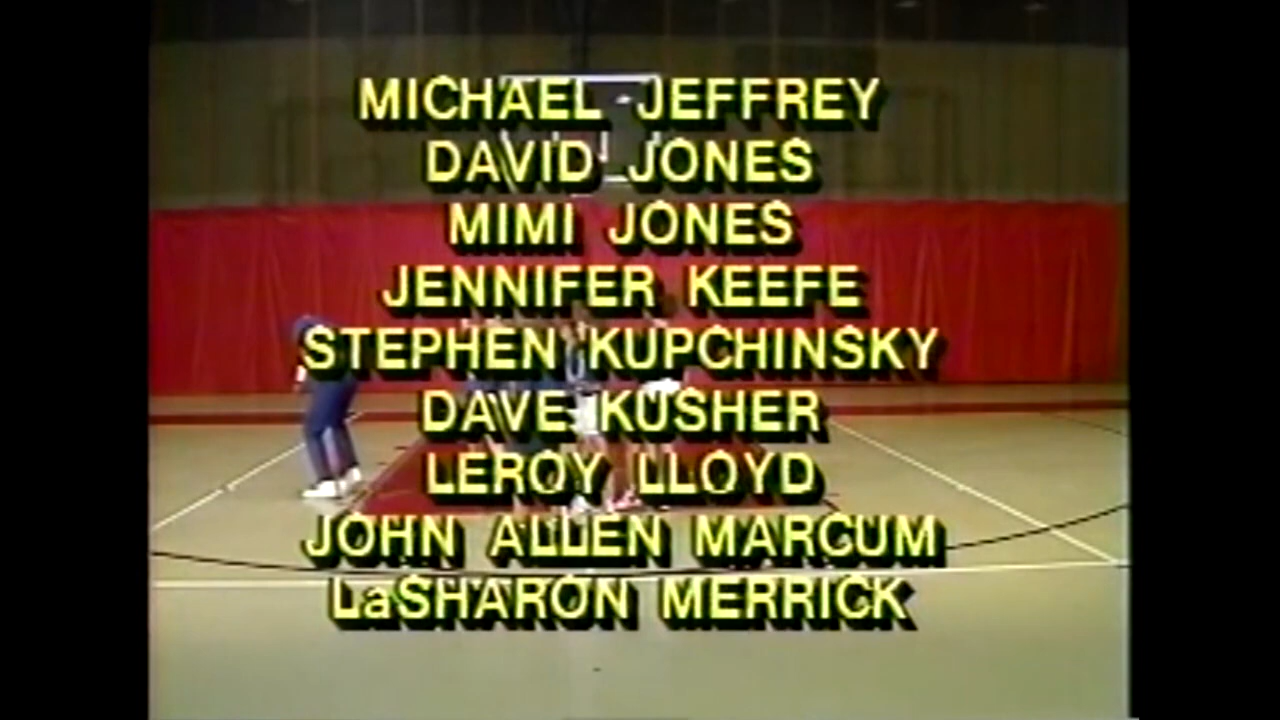 MICHAEL JEFFREY
DAVID JONES
MIMI JONES
JENNIFER KEEFE
STEPHEN KUPCHINSKY
DAVE KUSHER
LEROY LLOYD
JOHN ALLEN MARCUM
LaSHARON MERRICK